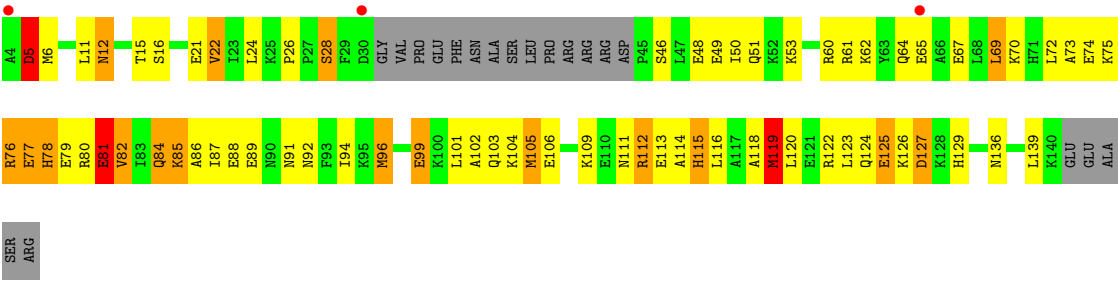 A4 D5 M6 L11 N12 T15 S16 E21 V22 I23 L24 K25 P26 P27 S28 F29 D30 GLY VAL PRO GLU PHE ASN ALA SER LEU PRO ARG ARG ARG ASP P45 S46 L47 E48 E49 I50 Q51 K52 K53 R60 R61 K62 Y63 Q64 E65 A66 E67 L68 L69 K70 H71 L72 A73 E74 K75
R76 E77 H78 E79 R80 E81 V82 I83 Q84 K85 A86 I87 E88 E89 N90 N91 N92 F93 I94 K95 M96 E99 K100 L101 A102 Q103 K104 M105 E106 K109 E110 N111 R112 E113 A114 H115 L116 A117 A118 M119 L120 E121 R122 L123 Q124 E125 K126 D127 K128 H129 N136 L139 K140 GLU GLU ALA
SER ARG